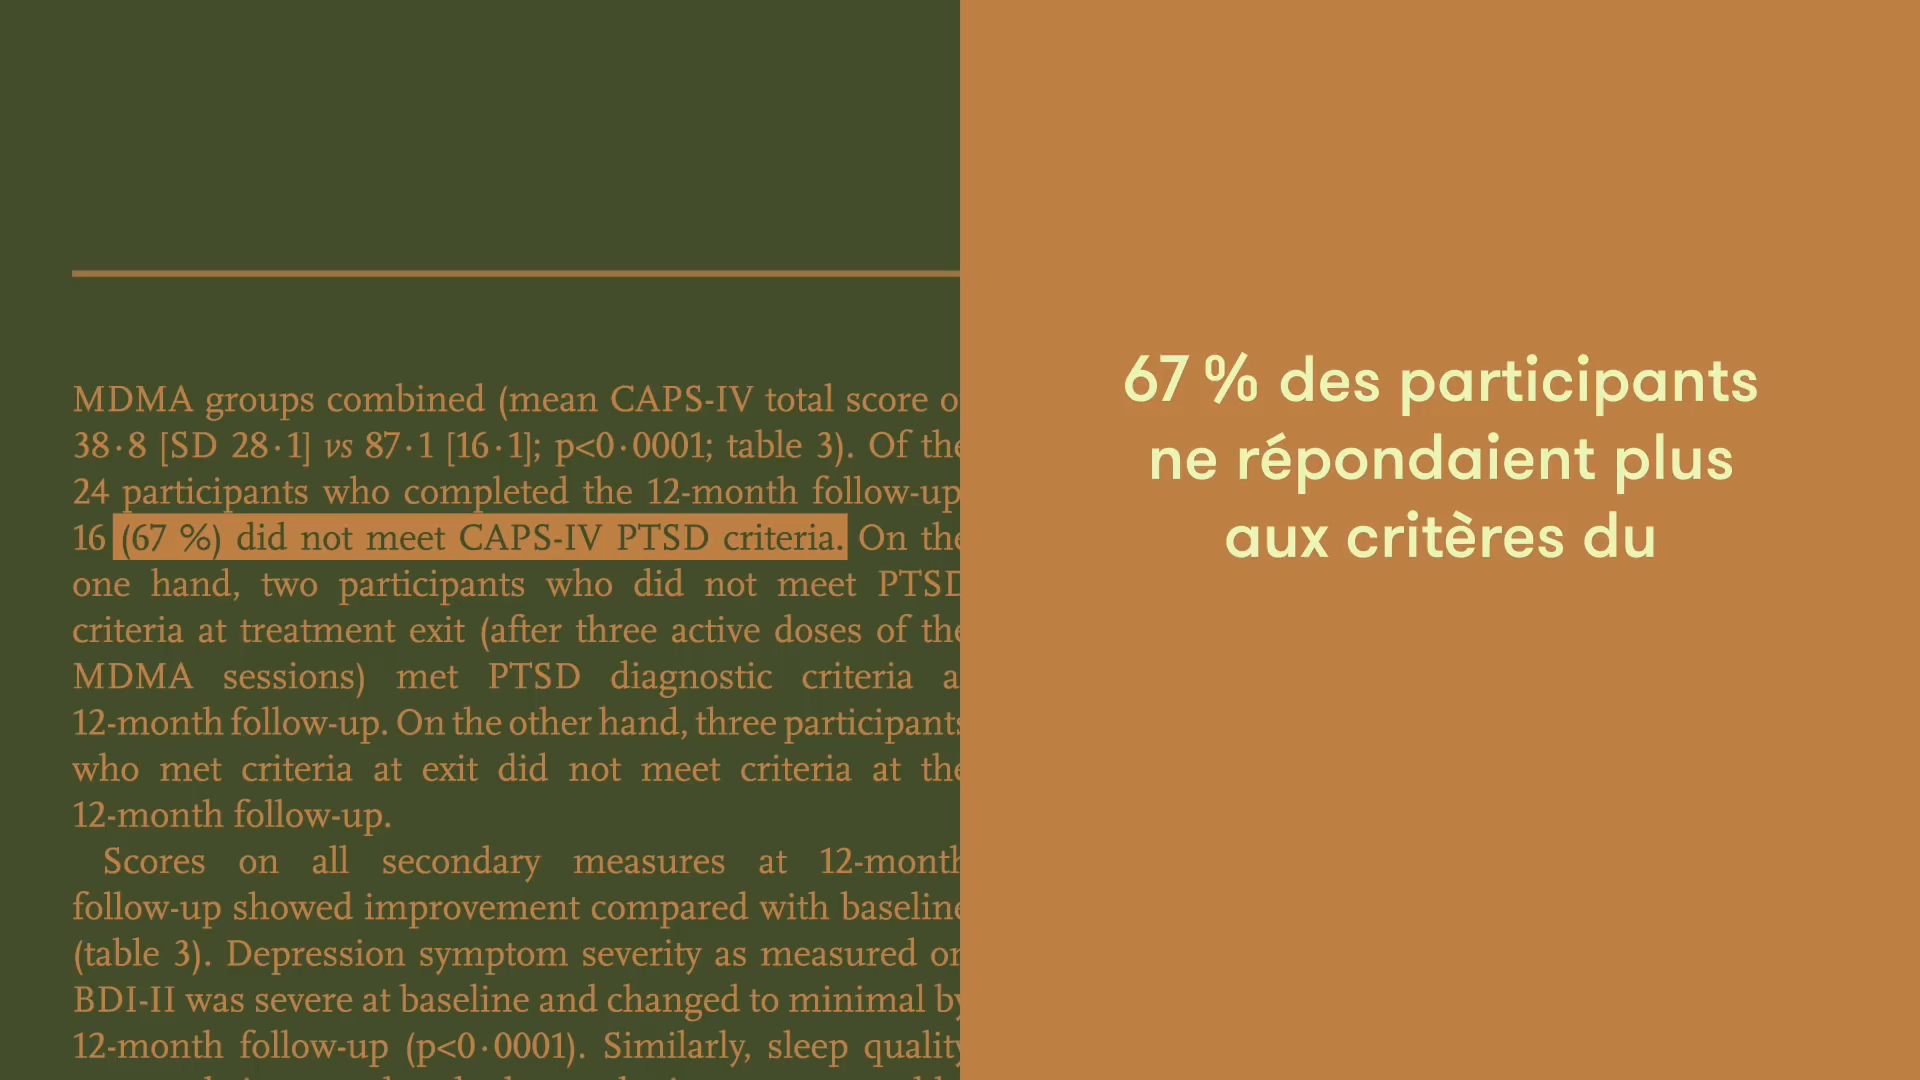 MDMA groups combined (mean CAPS-IV total score
38·8 [SD 28·1] vs 87·1 [16·1]; p<0·0001; table 3). Of the
24 participants who completed the 12-month follow-up
16 (67 %) did not meet CAPS-IV PTSD criteria. On the
one hand, two participants who did not meet PTSD
criteria at treatment exit (after three active doses of the
MDMA sessions) met PTSD diagnostic criteria
12-month follow-up. On the other hand, three participants
who met criteria at exit did not meet criteria at the
12-month follow-up.
Scores on all secondary measures at 12-month
follow-up showed improvement compared with baseline
(table 3). Depression symptom severity as measured on
BDI-II was severe at baseline and changed to minimal by
12-month follow-up (p<0·0001). Similarly, sleep quality
67 % des participants
ne répondaient plus
aux critères du